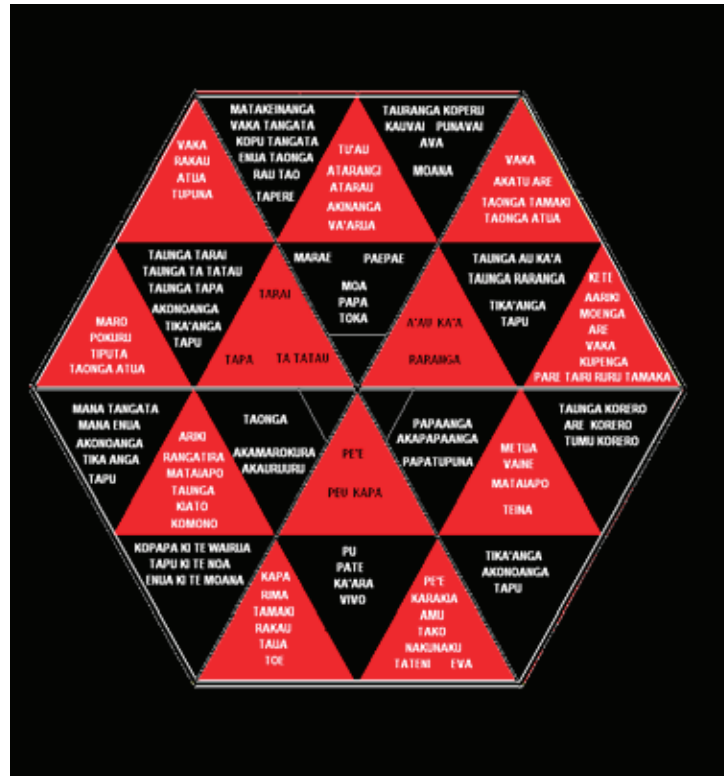 MATAKEINANGA
VAKA TANGATA
KOPU TANGATA
ENUA TAONGA
RAU TAO
TAPERE
TAURANGA KOPERU
KAUVAI PUNAVAI
AVA
MOANA
VAKA
RAKAU
ATUA
TUPUNA
TU'AU
ATARANGI
ATARAU
AKINANGA
VA'ARUA
VAKA
AKATU ARE
TAONGA TAMAKI
TAONGA ATUA
MARO
POKURU
TIPUTA
TAONGA ATUA
TAUNGA TARAI
TAUNGA TA TATAU
TAUNGA TAPA
AKONOANGA
TIKA'ANGA
TAPU
TARAI
TAPA TA TATAU
MARAE PAEPAE
MOA
PAPA
TOKA
A'AU KA'A
RARANGA
TAUNGA AU KA'A
TAUNGA RARANGA
TIKA'ANGA
TAPU
KETE
AARIKI
MOENGA
ARE
VAKA
KUPENGA
PARE TAIRI RURU TAMAKA
MANA TANGATA
MANA ENUA
AKONOANGA
TIKA ANGA
TAPU
ARIKI
RANGATIRA
MATAIAPO
TAUNGA
KIATO
KOMONO
TAONGA
AKAMAROKURA
AKAURUURU
PE'E
PEU KAPA
PAPAANGA
AKAPAPAANGA
PAPATUPUNA
METUA
VAINE
MATAIAPO
TEINA
TAUNGA KORERO
ARE KORERO
TUMU KORERO
KOPAPA KI TE WAIRUA
TAPU KI TE NOA
ENUA KI TE MOANA
KAPA
RIMA
TAMAKI
RAKAU
TAUA
TOE
PU
PATE
KA'ARA
VIVO
PE'E
KARAKIA
AMU
TAKO
NAKUNAKU
TATENI EVA
TIKA'ANGA
AKONOANGA
TAPU